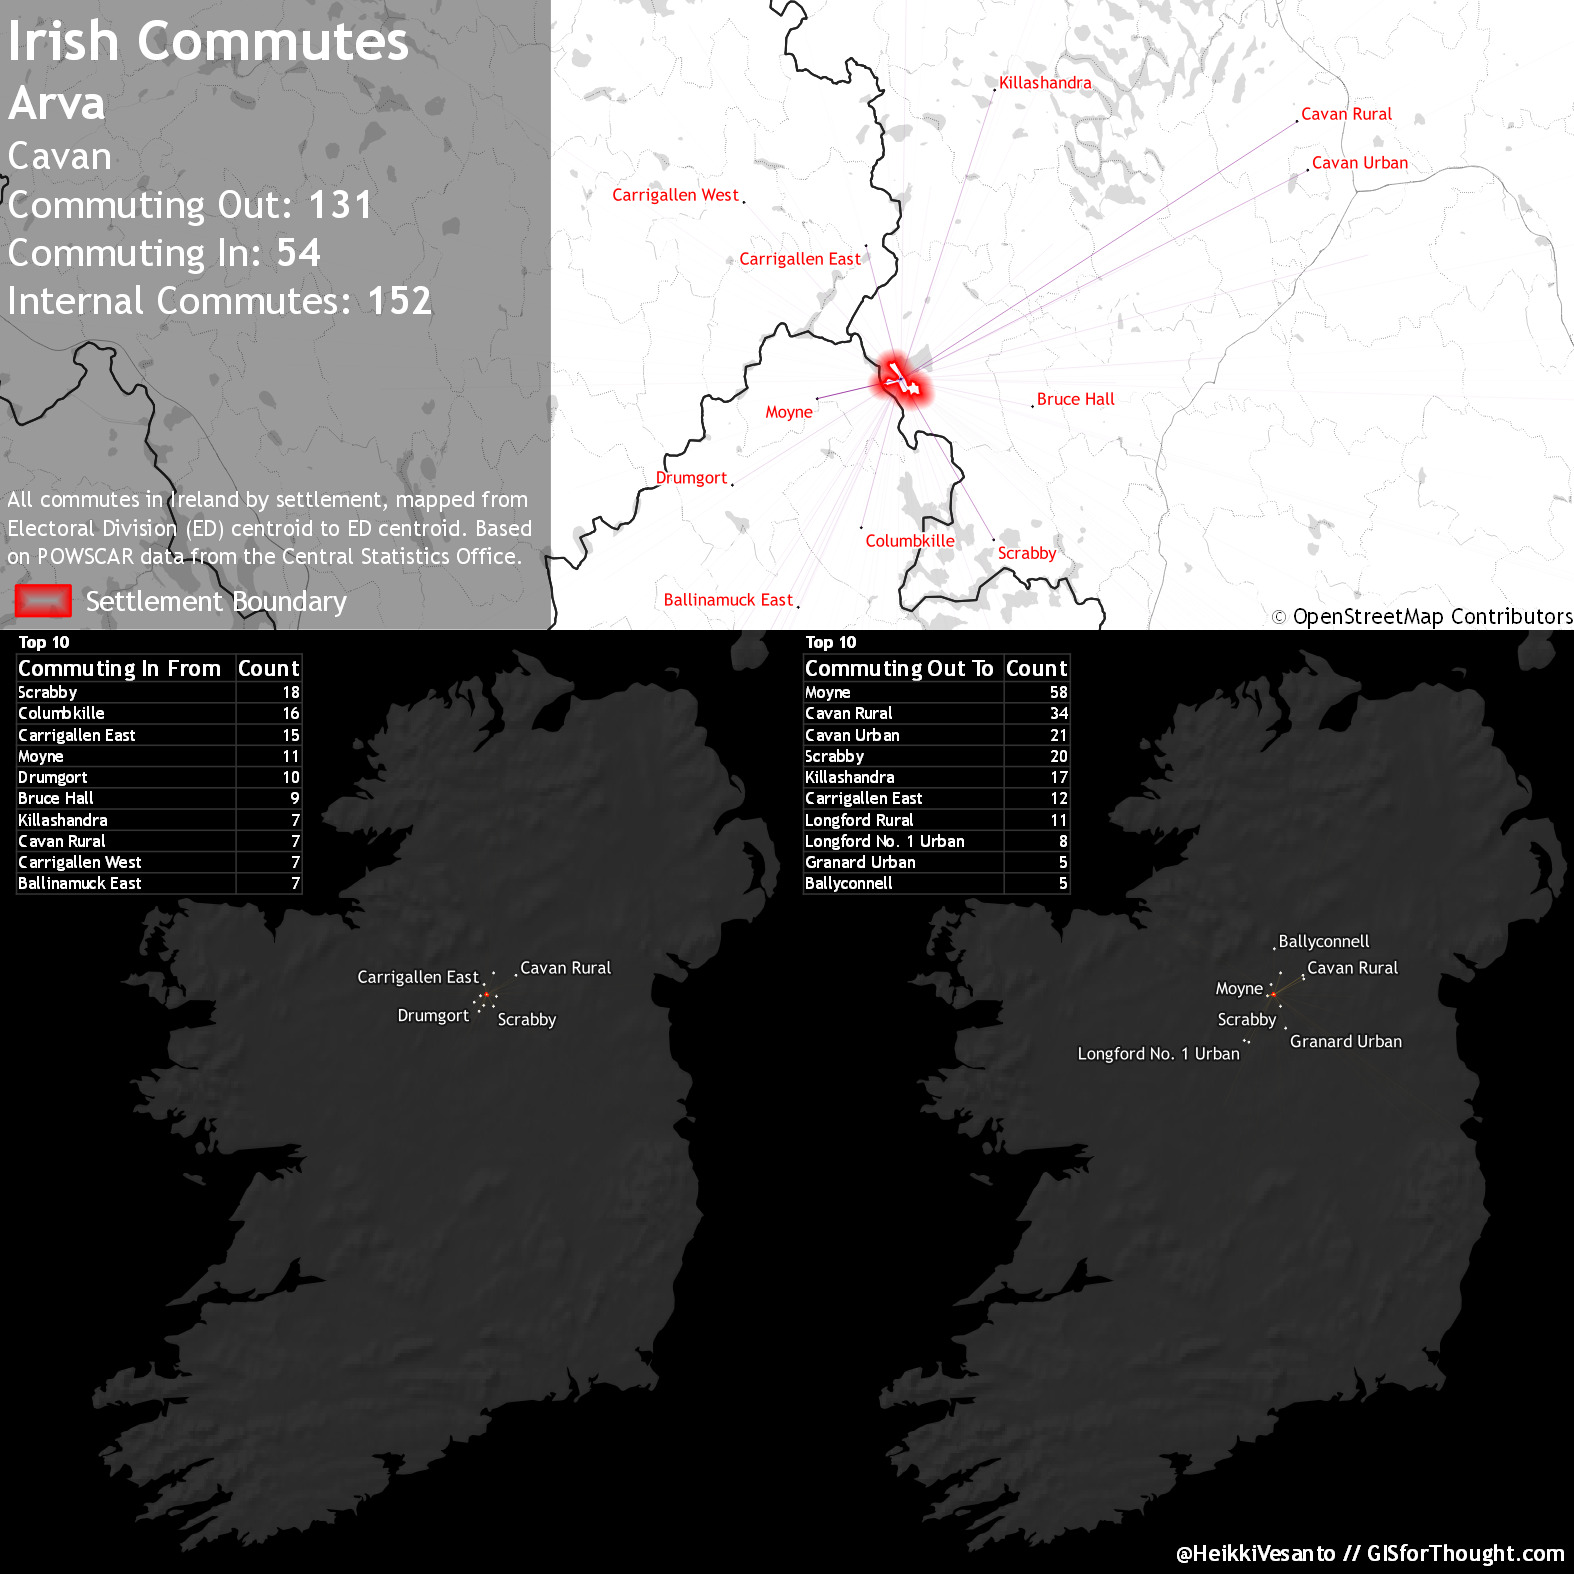 Irish Commutes
Arva
Cavan
Commuting Out: 131
Commuting In: 54
Internal Commutes: 152
All commutes in Ireland by settlement, mapped from
Electoral Division (ED) centroid to ED centroid. Based
on POWSCAR data from the Central Statistics Office.
Settlement Boundary
Killashandra
Cavan Rural
Cavan Urban
Carrigallen West
Carrigallen East
Bruce Hall
Moyne
Drumgort
Columbkille
Scrabby
Ballinamuck East
© OpenStreetMap Contributors
Top 10
Commuting In From Count
Scrabby 18
Columbkille 16
Carrigallen East 15
Moyne 11
Drumgort 10
Bruce Hall 9
Killashandra 7
Cavan Rural 7
Carrigallen West 7
Ballinamuck East 7
Carrigallen East
Cavan Rural
Drumgort
Scrabby
Top 10
Commuting Out To Count
Moyne 58
Cavan Rural 34
Cavan Urban 21
Scrabby 20
Killashandra 17
Carrigallen East 12
Longford Rural 11
Longford No. 1 Urban 8
Granard Urban 5
Ballyconnell 5
Ballyconnell
Cavan Rural
Moyne
Scrabby
Granard Urban
Longford No. 1 Urban
@HeikkiVesanto // GISforThought.com